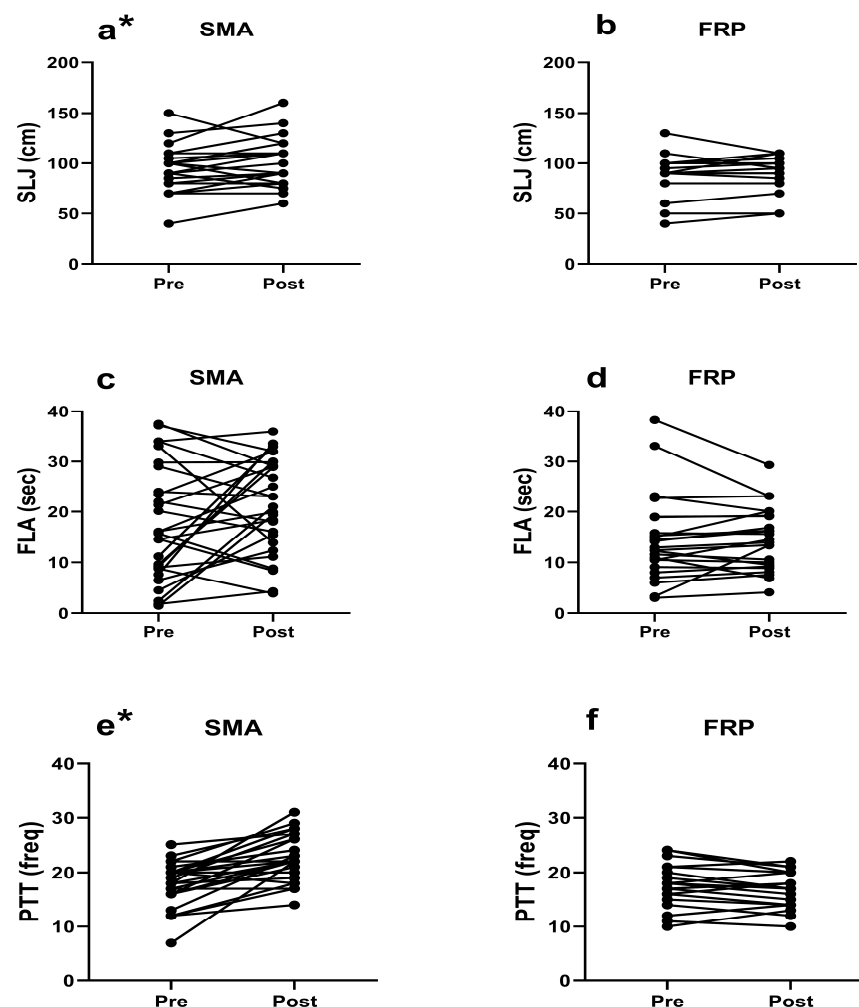 a* SMA
SLJ (cm)
200
150
100
50
0
Pre Post
b FRP
SLJ (cm)
200
150
100
50
0
Pre Post
c SMA
FLA (sec)
40
30
20
10
0
Pre Post
d FRP
FLA (sec)
40
30
20
10
0
Pre Post
e* SMA
PTT (freq)
40
30
20
10
0
Pre Post
f FRP
PTT (freq)
40
30
20
10
0
Pre Post